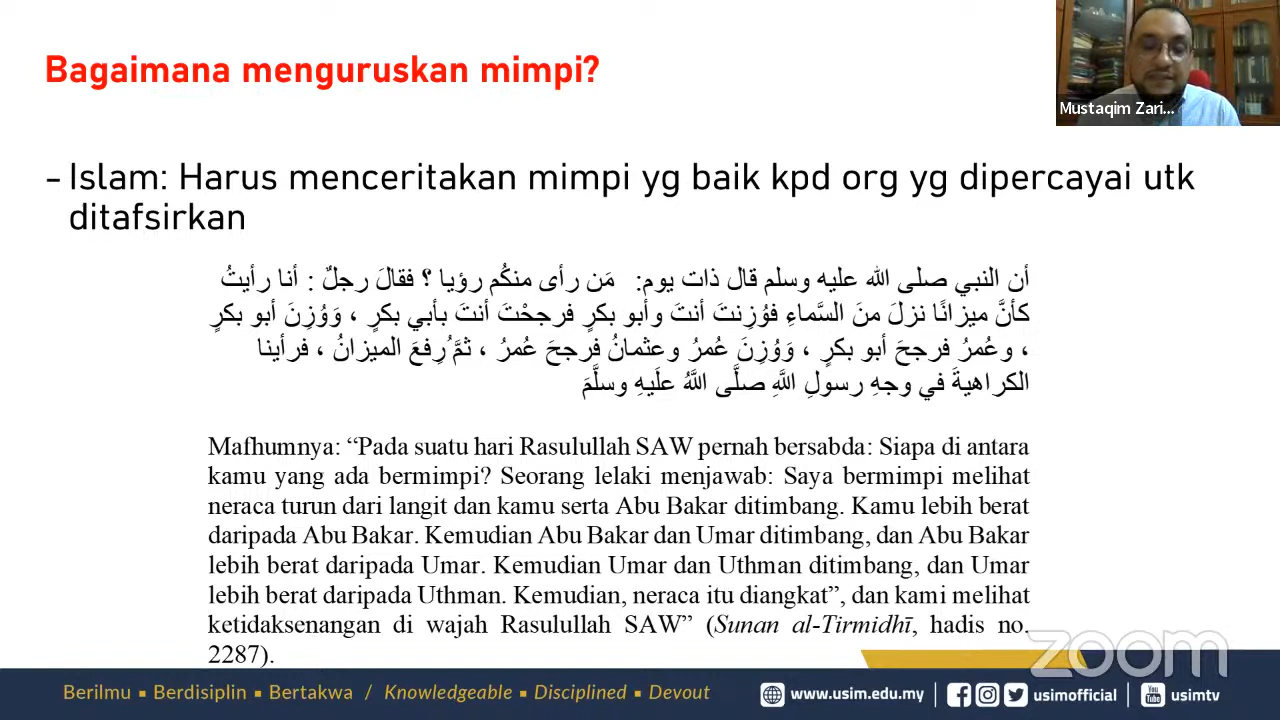 Bagaimana menguruskan mimpi?
Mustaqim Zari...
- Islam: Harus menceritakan mimpi yg baik kpd org yg dipercayai utk
ditafsirkan
أن النبي صلى الله عليه وسلم قال ذات يوم: مَن رأى منكُم رؤيا ؟ فقالَ رجلٌ : أنا رأيتُ
كأنَّ ميزانًا نزلَ منَ السَّماءِ فوُزِنتَ أنتَ وأبو بكرٍ فرجحْتَ أنتَ بأبي بكرٍ ، وَوُزِنَ أبو بكرٍ
، وعُمرُ فرجحَ أبو بكرٍ ، وَوُزِنَ عُمرُ وعثمانُ فرجحَ عُمرُ ، ثمَّ رُفِعَ الميزانُ ، فرأينا
الكراهيةَ في وجهِ رسولِ اللَّهِ صلَّى اللَّهُ علَيهِ وسلَّمَ
Mafhumnya: “Pada suatu hari Rasulullah SAW pernah bersabda: Siapa di antara
kamu yang ada bermimpi? Seorang lelaki menjawab: Saya bermimpi melihat
neraca turun dari langit dan kamu serta Abu Bakar ditimbang. Kamu lebih berat
daripada Abu Bakar. Kemudian Abu Bakar dan Umar ditimbang, dan Abu Bakar
lebih berat daripada Umar. Kemudian Umar dan Uthman ditimbang, dan Umar
lebih berat daripada Uthman. Kemudian, neraca itu diangkat”, dan kami melihat
ketidaksenangan di wajah Rasulullah SAW” (Sunan al-Tirmidhī, hadis no.
2287).
zoom
Berilmu ▪ Berdisiplin ▪ Bertakwa / Knowledgeable ▪ Disciplined ▪ Devout
www.usim.edu.my | usimofficial | You Tube usimtv